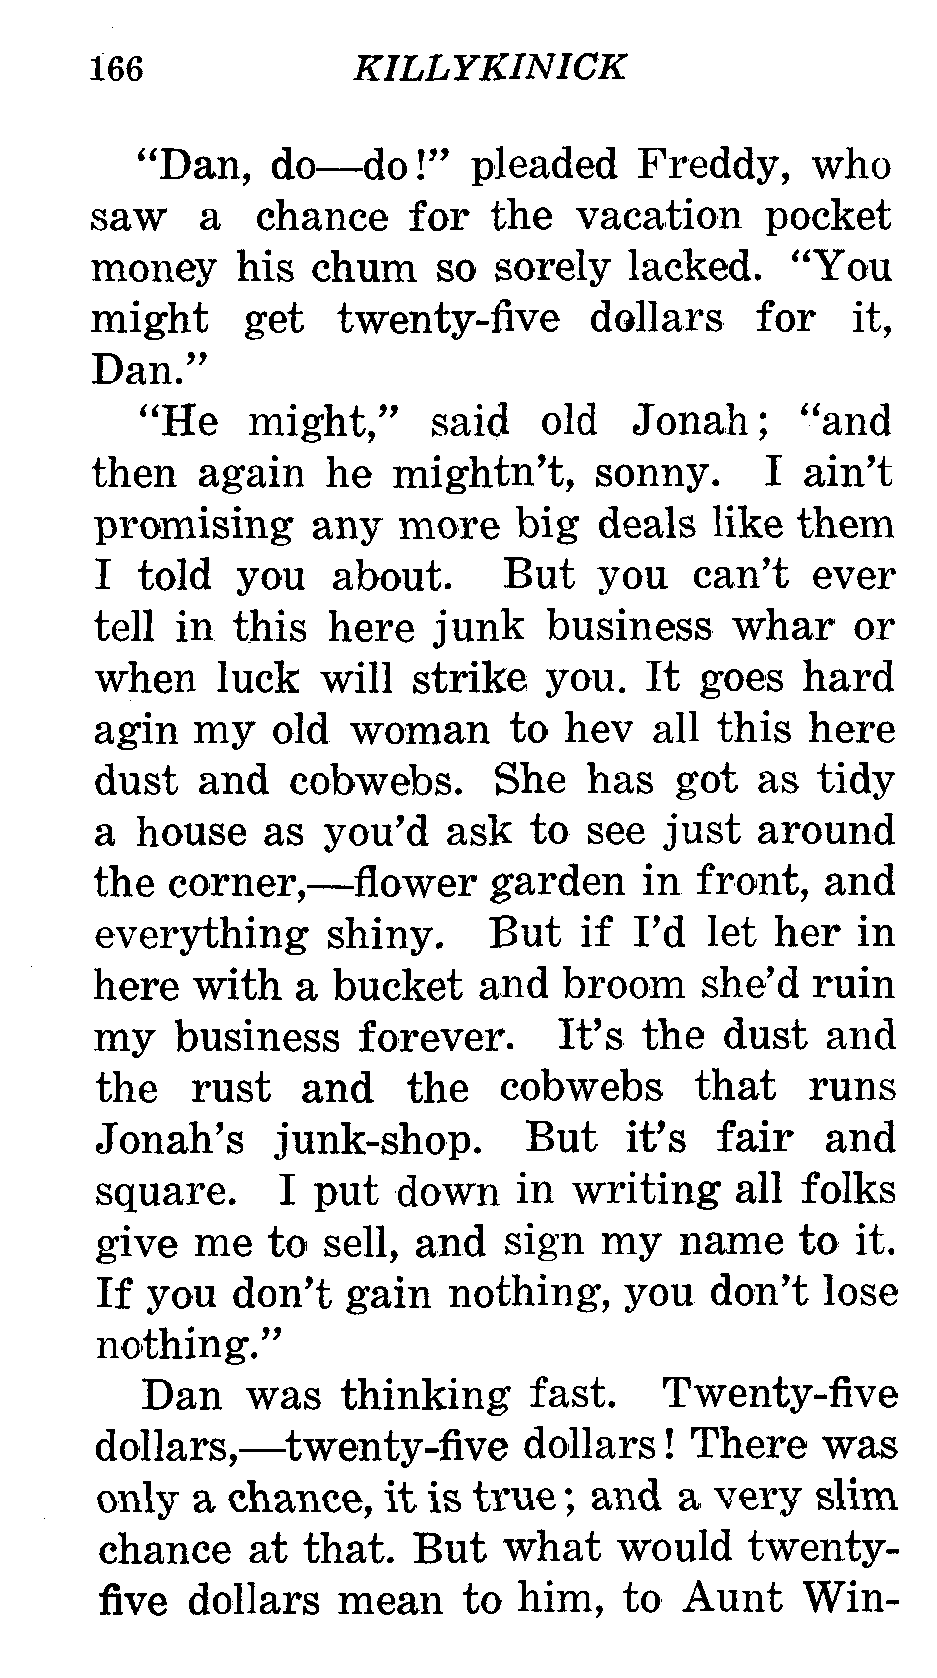 166 KILLYKINICK
“Dan, do—do!” pleaded Freddy, who
saw a chance for the vacation pocket
money his chum so sorely lacked. “You
might get twenty-five dollars for it,
Dan.”
“He might,” said old Jonah; “and
then again he mightn’t, sonny. I ain’t
promising any more big deals like them
I told you about. But you can’t ever
tell in this here junk business whar or
when luck will strike you. It goes hard
agin my old woman to hev all this here
dust and cobwebs. She has got as tidy
a house as you’d ask to see just around
the corner,—flower garden in front, and
everything shiny. But if I’d let her in
here with a bucket and broom she’d ruin
my business forever. It’s the dust and
the rust and the cobwebs that runs
Jonah’s junk-shop. But it’s fair and
square. I put down in writing all folks
give me to sell, and sign my name to it.
If you don’t gain nothing, you don’t lose
nothing.”
Dan was thinking fast. Twenty-five
dollars,—twenty-five dollars! There was
only a chance, it is true; and a very slim
chance at that. But what would twenty-
five dollars mean to him, to Aunt Win-